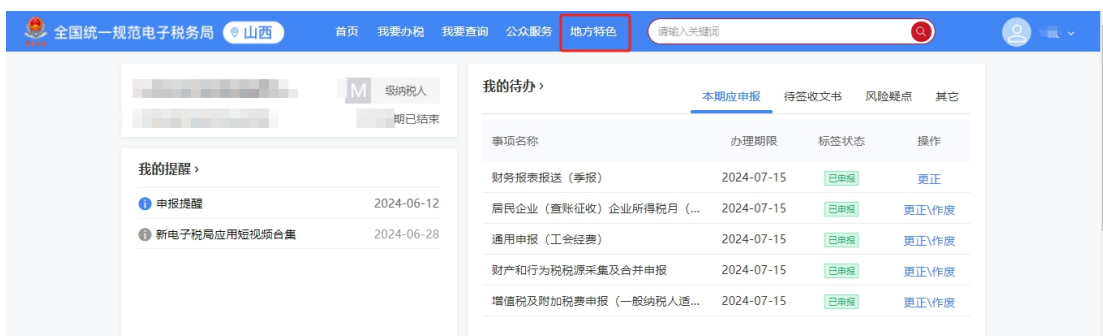 全国统一规范电子税务局 山西 首页 我要办税 我要查询 公众服务 地方特色 请输入关键词
M 级纳税人
期已结束
我的提醒 ›
申报提醒 2024-06-12
新电子税局应用短视频合集 2024-06-28
我的待办 ›
本期应申报 待签收文书 风险疑点 其它
事项名称 办理期限 标签状态 操作
财务报表报送（季报） 2024-07-15 已申报 更正
居民企业（查账征收）企业所得税月（... 2024-07-15 已申报 更正\作废
通用申报（工会经费） 2024-07-15 已申报 更正\作废
财产和行为税税源采集及合并申报 2024-07-15 已申报 更正\作废
增值税及附加税费申报（一般纳税人适... 2024-07-15 已申报 更正\作废